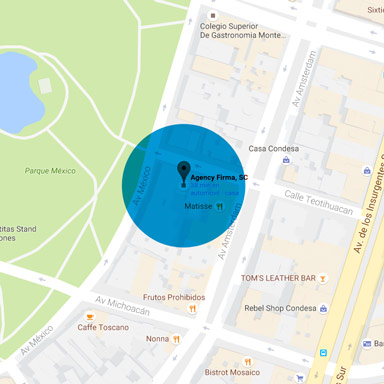 Sixtie
Colegio Superior
De Gastronomia Monte...
Av Amsterdam
Casa Condesa
Parque México
Agency Firma, SC
Av México
Calle Teotihuacan
Matisse
Av Amsterdam
Av. de los Insurgentes
titas Stand
ones
TOM'S LEATHER BAR
Av Michoacán
Frutos Prohibidos
Rebel Shop Condesa
Caffe Toscano
Av México
Nonna
Sur
Ba
Bistrot Mosaico